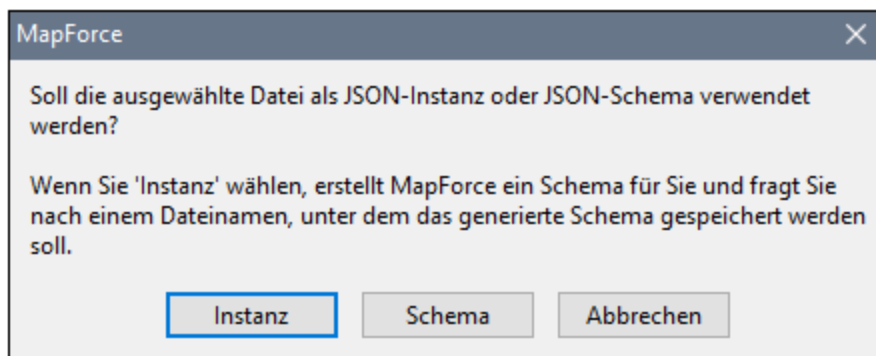 MapForce
Soll die ausgewählte Datei als JSON-Instanz oder JSON-Schema verwendet
werden?
Wenn Sie 'Instanz' wählen, erstellt MapForce ein Schema für Sie und fragt Sie
nach einem Dateinamen, unter dem das generierte Schema gespeichert werden
soll.
Instanz Schema Abbrechen